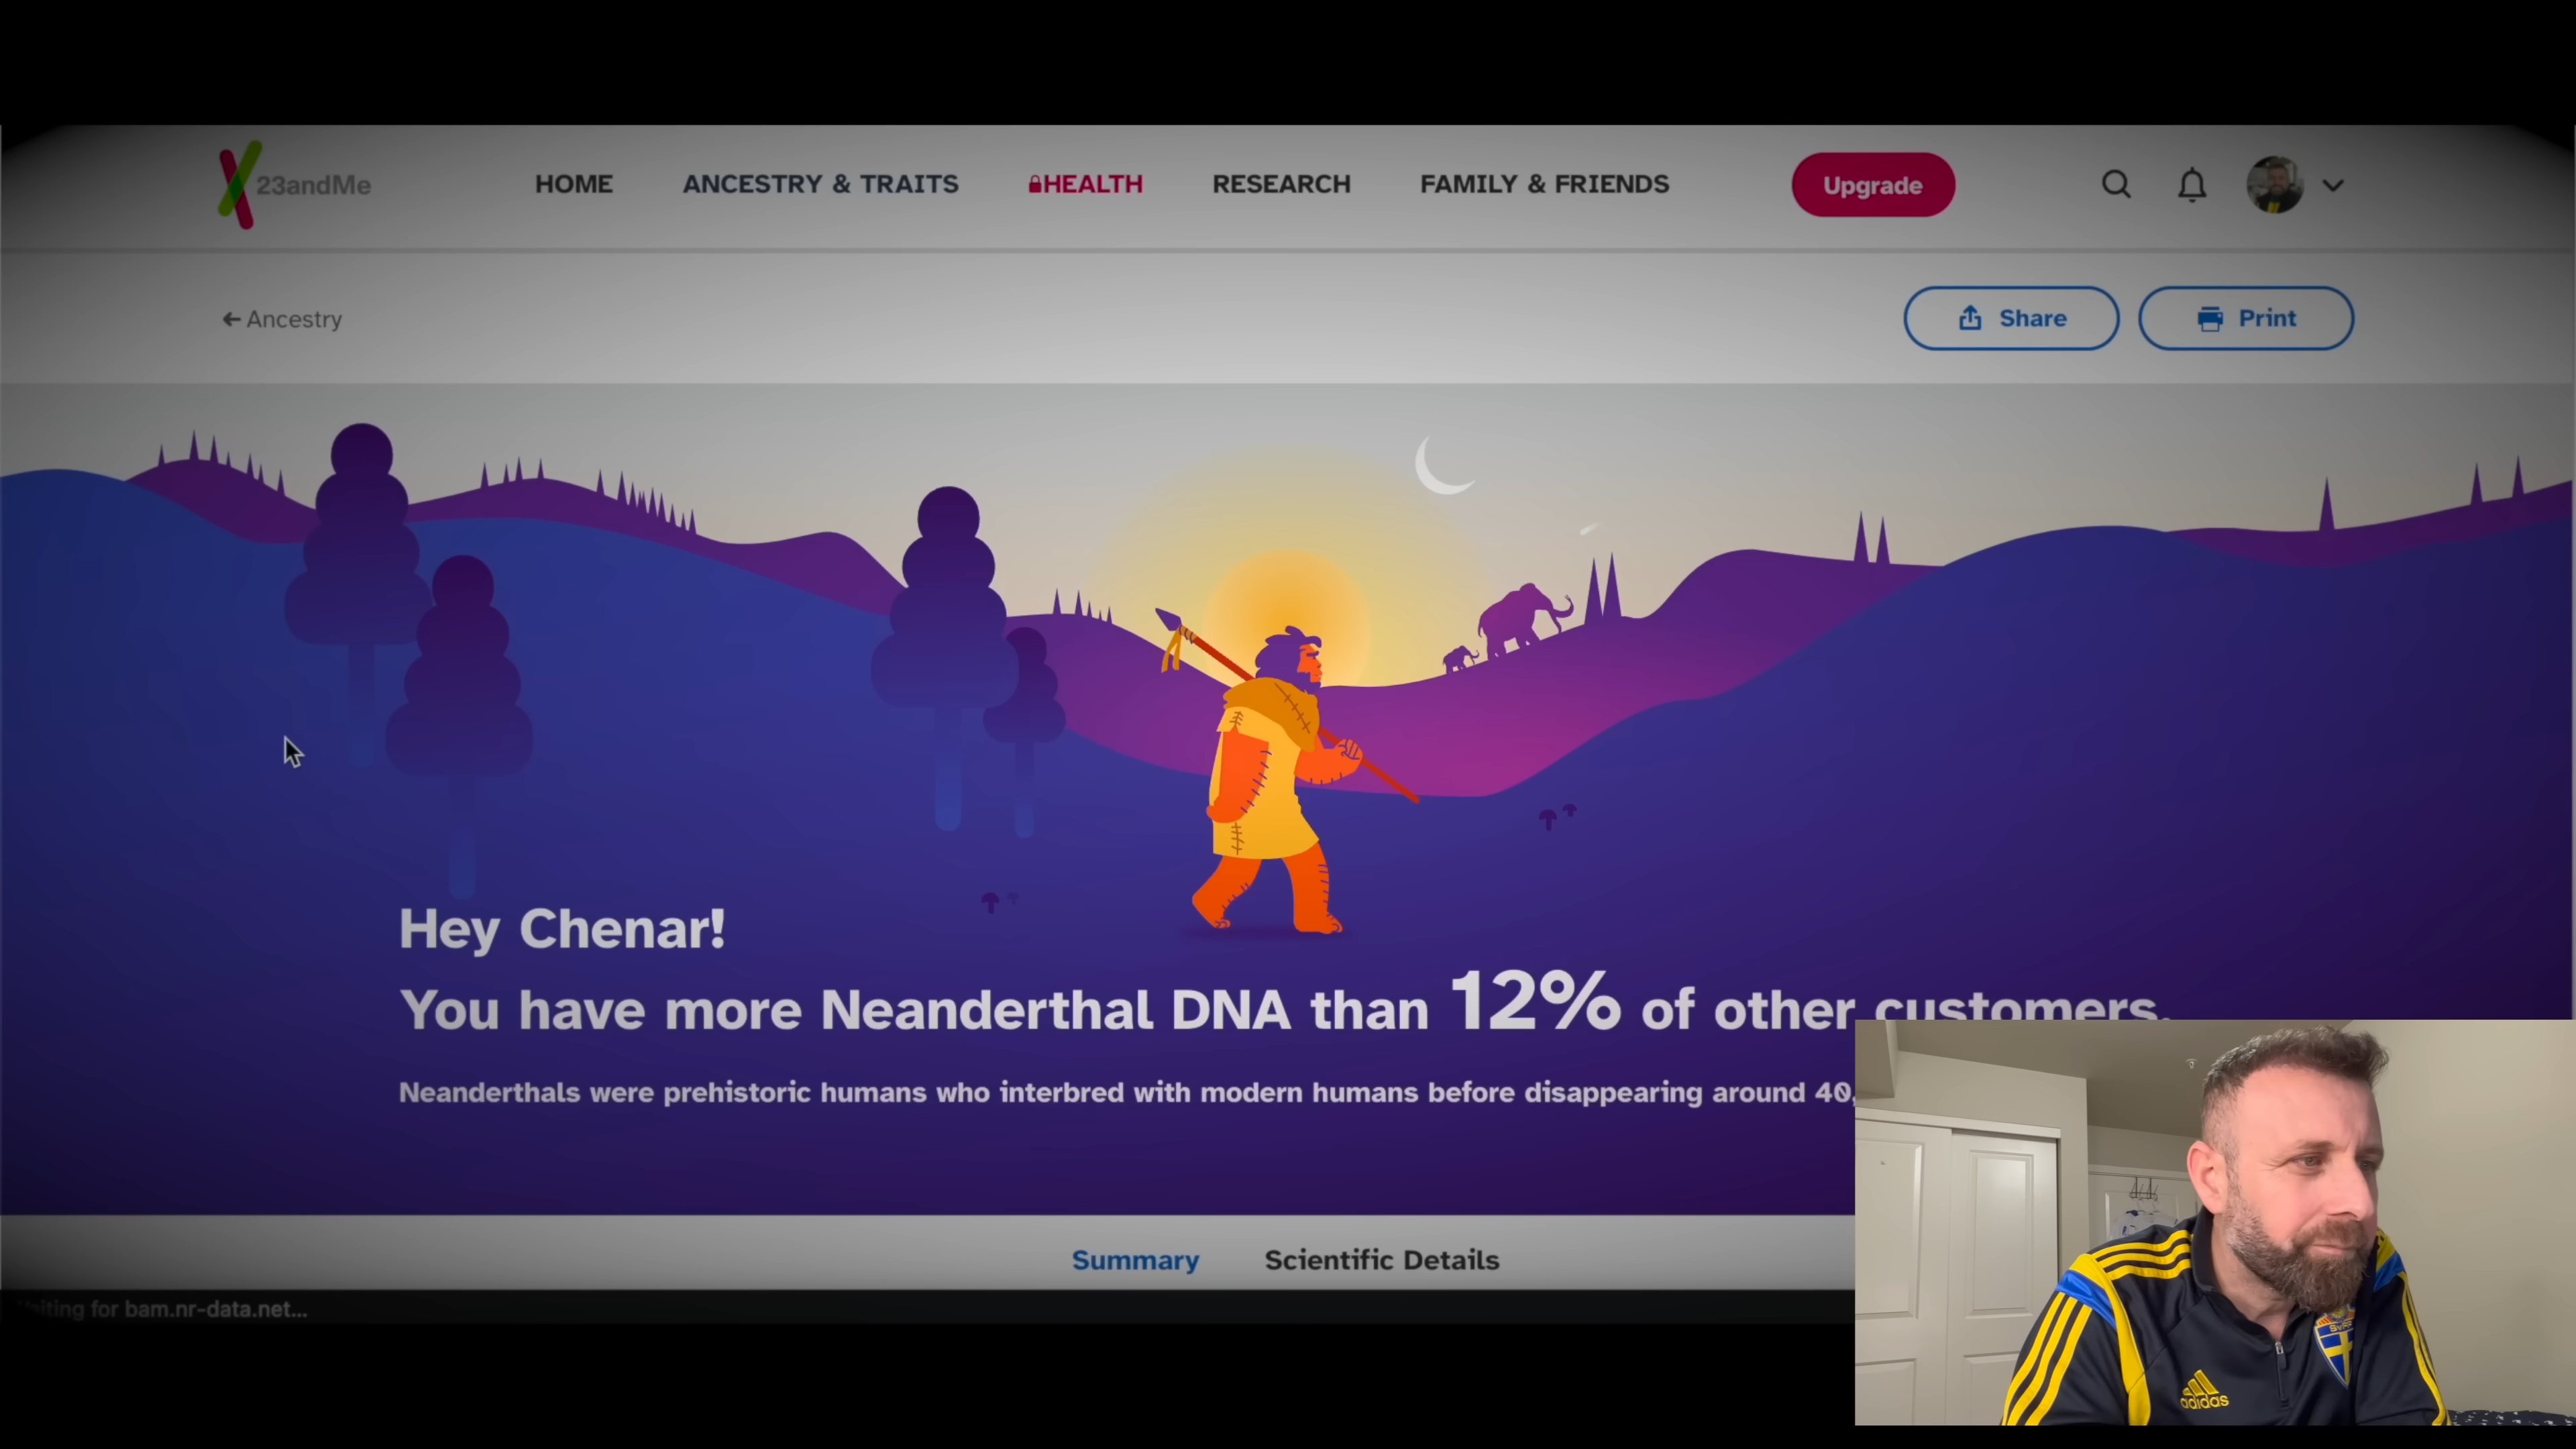 23andMe
HOME
ANCESTRY & TRAITS
HEALTH
RESEARCH
FAMILY & FRIENDS
Upgrade
← Ancestry
Share
Print
Hey Chenar!
You have more Neanderthal DNA than 12% of other customers.
Neanderthals were prehistoric humans who interbred with modern humans before disappearing around 40,
Summary
Scientific Details
for bam.nr-data.net...
adidas